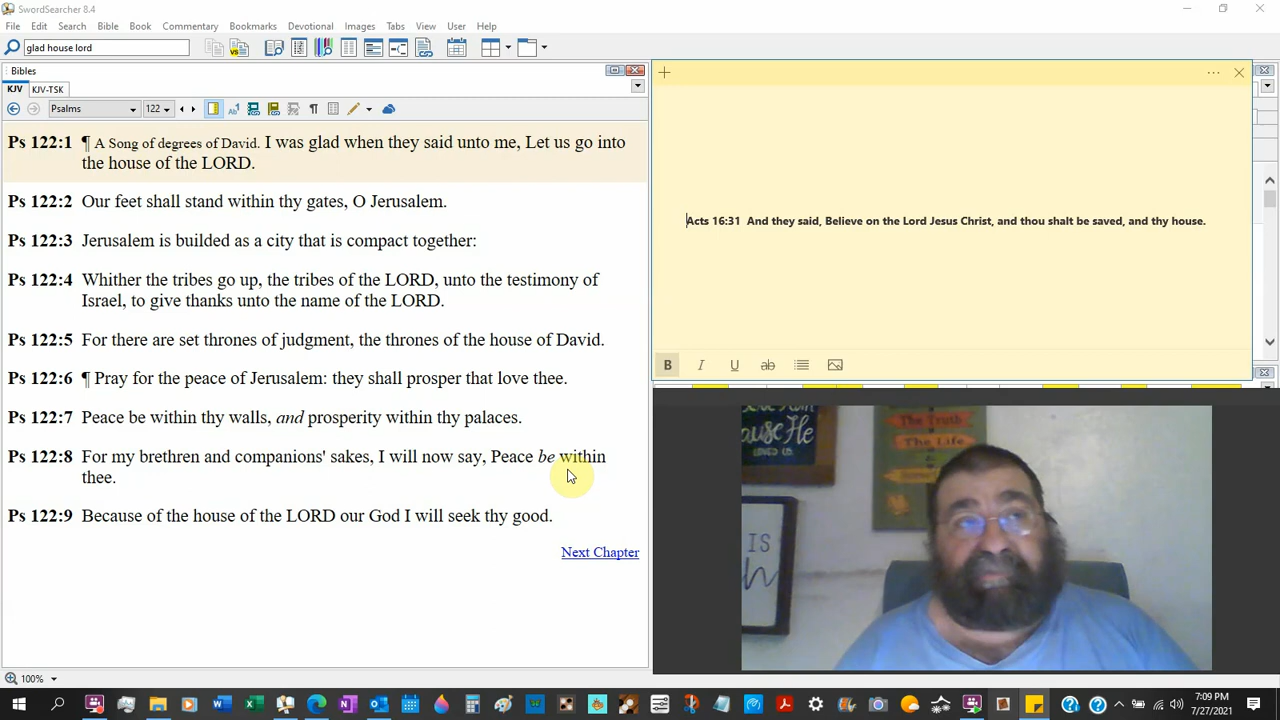 SwordSearcher 8.4
File Edit Search Bible Book Commentary Bookmarks Devotional Images Tabs View User Help
glad house lord
Bibles
KJV KJV-TSK
Psalms 122
Ps 122:1 ¶ A Song of degrees of David. I was glad when they said unto me, Let us go into
the house of the LORD.
Ps 122:2 Our feet shall stand within thy gates, O Jerusalem.
Ps 122:3 Jerusalem is builded as a city that is compact together:
Ps 122:4 Whither the tribes go up, the tribes of the LORD, unto the testimony of
Israel, to give thanks unto the name of the LORD.
Ps 122:5 For there are set thrones of judgment, the thrones of the house of David.
Ps 122:6 ¶ Pray for the peace of Jerusalem: they shall prosper that love thee.
Ps 122:7 Peace be within thy walls, and prosperity within thy palaces.
Ps 122:8 For my brethren and companions' sakes, I will now say, Peace be within
thee.
Ps 122:9 Because of the house of the LORD our God I will seek thy good.
Next Chapter
100%
Acts 16:31 And they said, Believe on the Lord Jesus Christ, and thou shalt be saved, and thy house.
B I U ab
ause He
LOVED US
The Truth
The Life
IS
7:09 PM
7/27/2021